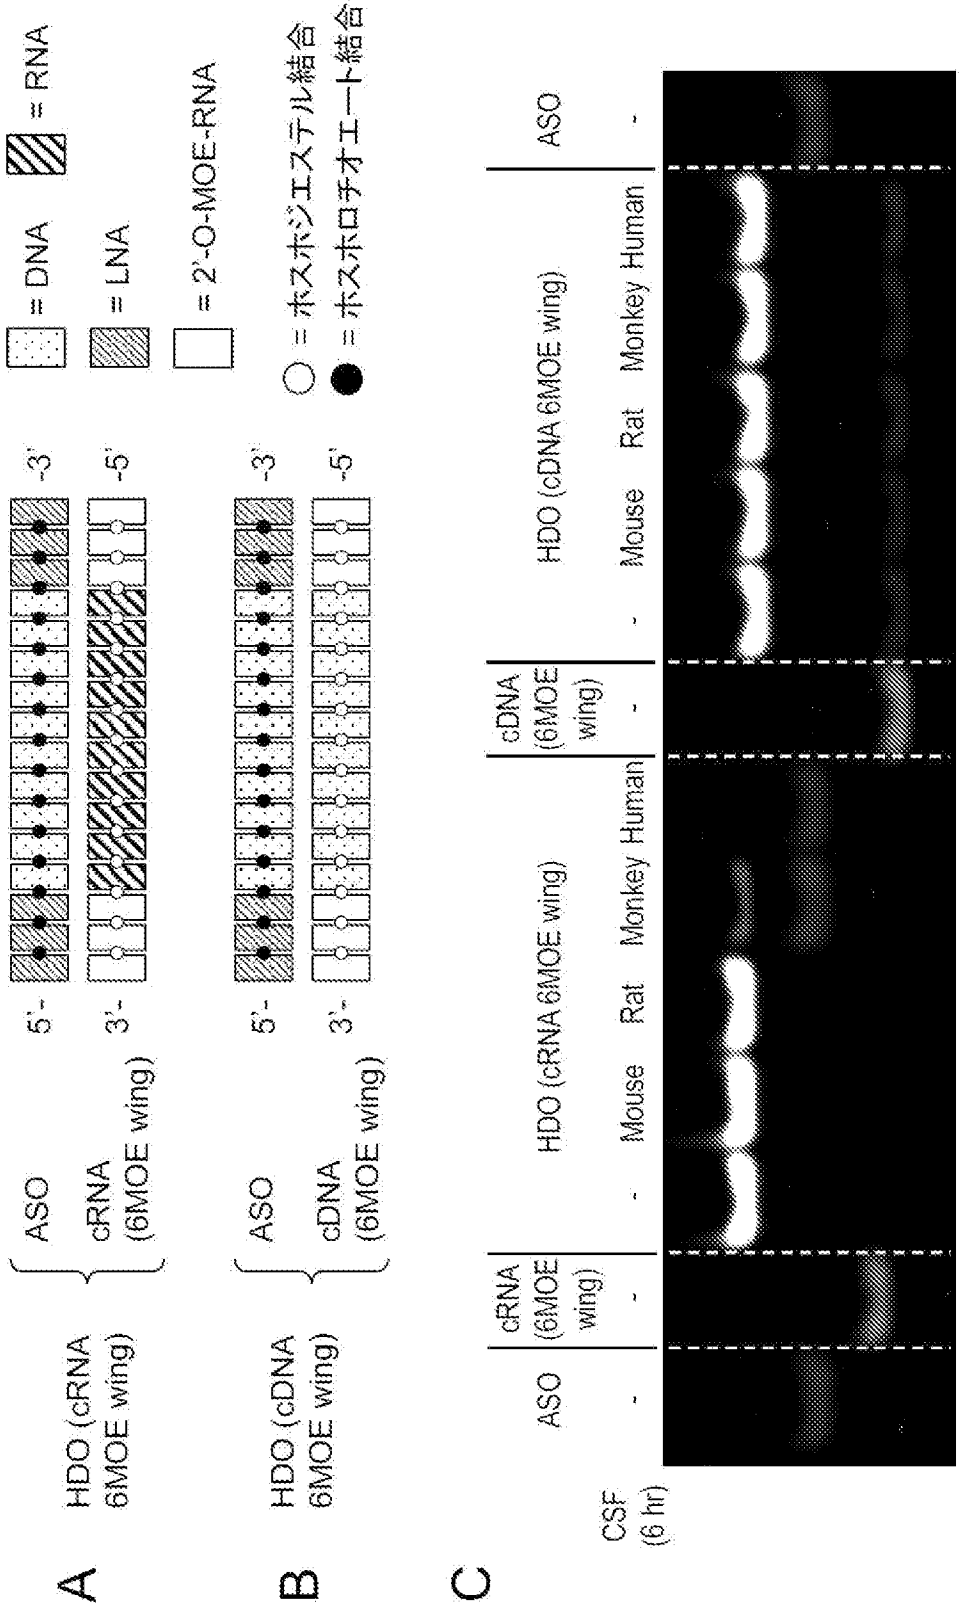 A
HDO (cRNA
6MOE wing)
ASO
cRNA
(6MOE wing)
5'-
-3'
3'-
-5'
= DNA
= RNA
= LNA
= 2'-O-MOE-RNA
= ホスホジエステル結合
= ホスホロチオエート結合
B
HDO (cDNA
6MOE wing)
ASO
cDNA
(6MOE wing)
5'-
-3'
3'-
-5'
C
ASO
cRNA
(6MOE
wing)
HDO (cRNA 6MOE wing)
cDNA
(6MOE
wing)
HDO (cDNA 6MOE wing)
ASO
CSF
(6 hr)
- - - Mouse Rat Monkey Human - - Mouse Rat Monkey Human -